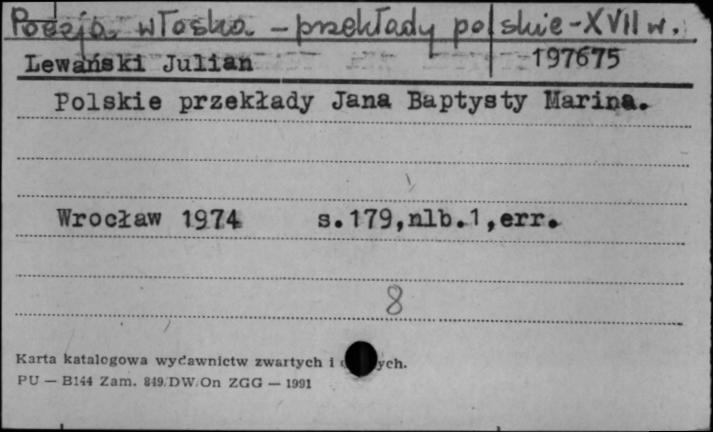 Poezja włoska - przekłady polskie - XVII w.
Lewański Julian 197675
Polskie przekłady Jana Baptysty Marina.
Wrocław 1974 s.179,nlb.1,err.
8
Karta katalogowa wydawnictw zwartych i ych.
PU — B144 Zam. 849/DW/On ZGG — 1991